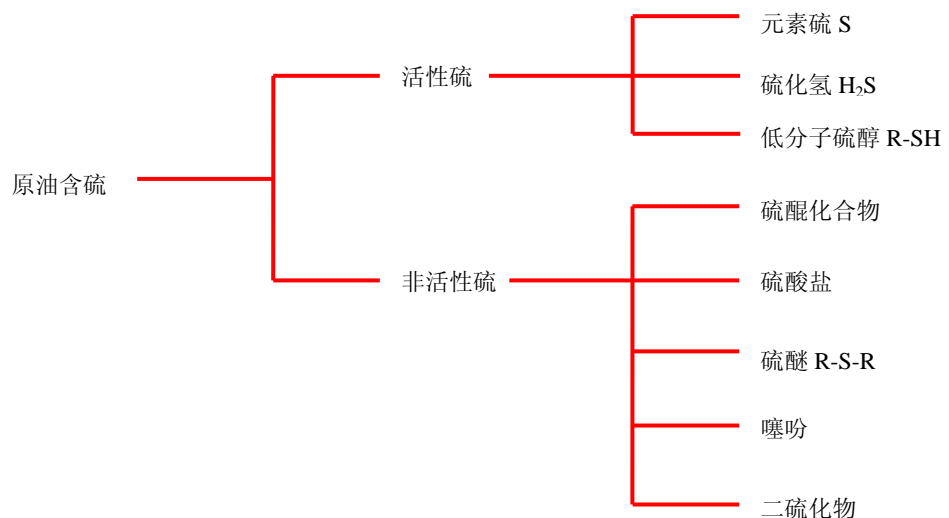 元素硫 S
活性硫
硫化氢 H₂S
低分子硫醇 R-SH
原油含硫
硫醌化合物
非活性硫
硫酸盐
硫醚 R-S-R
噻吩
二硫化物